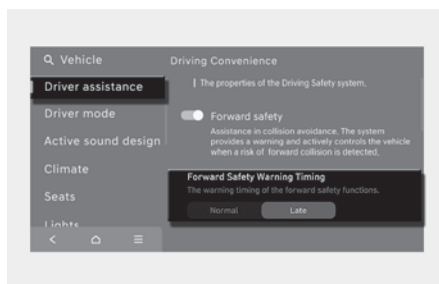 Vehicle
Driver assistance
Driver mode
Active sound design
Climate
Seats
Lights
Driving Convenience
The properties of the Driving Safety system.
Forward safety
Assistance in collision avoidance. The system
provides a warning and actively controls the vehicle
when a risk of forward collision is detected.
Forward Safety Warning Timing
The warning timing of the forward safety functions.
Normal Late